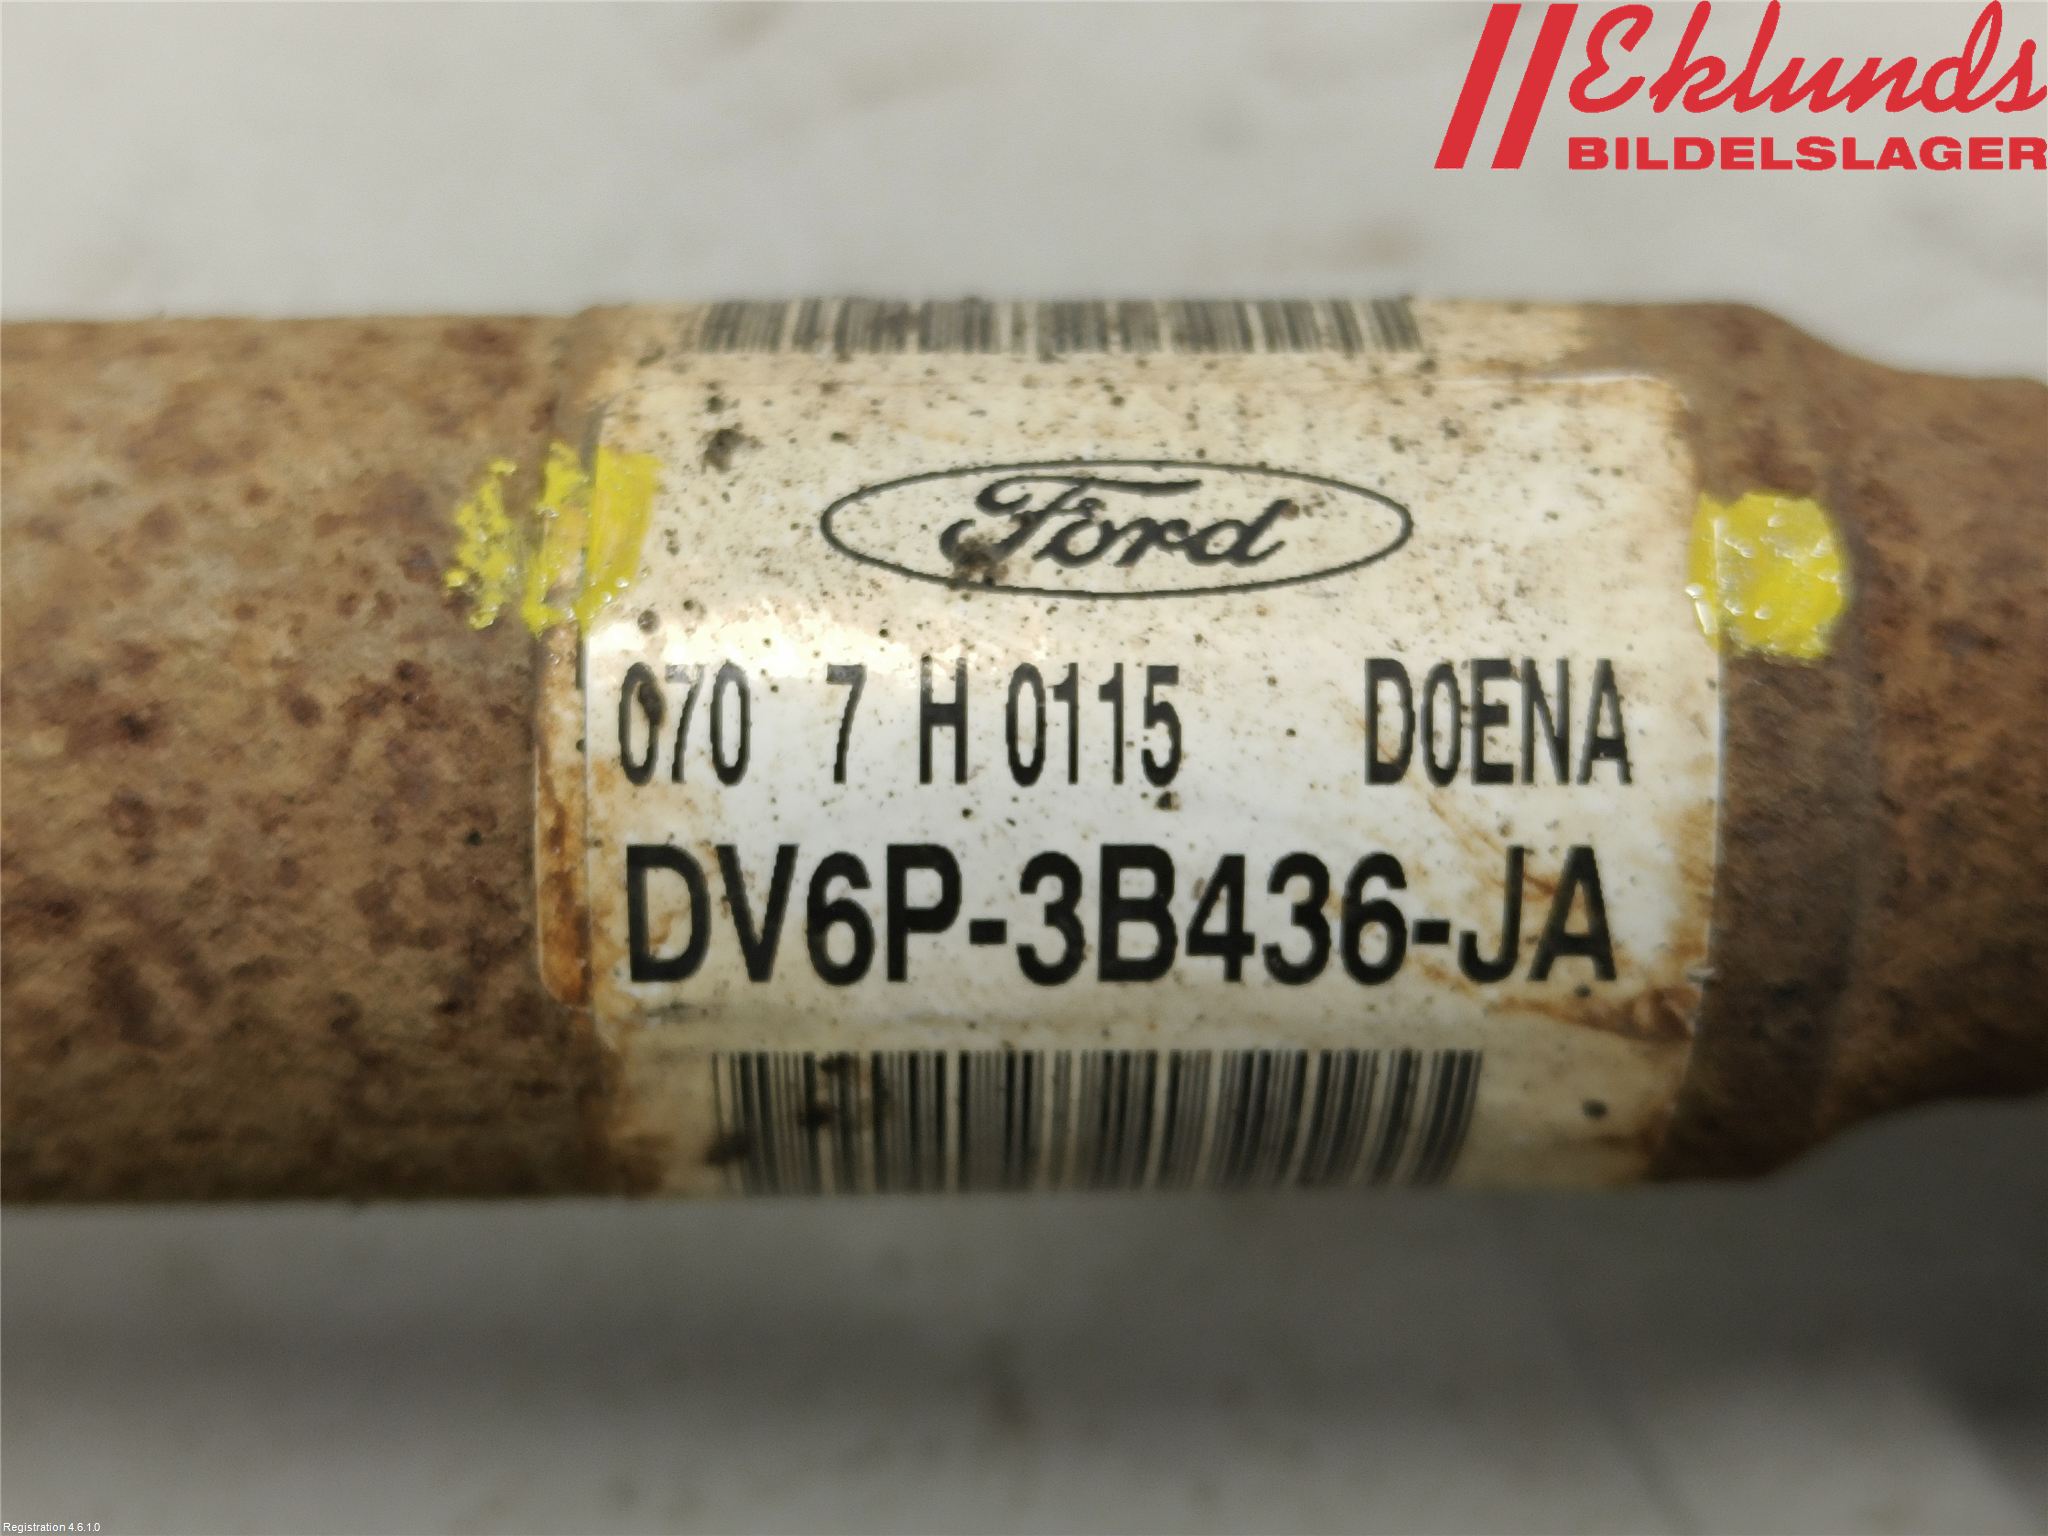 Eklunds
BILDELSLAGER
Ford
070 7 H 0115 D0ENA
DV6P-3B436-JA
Registration 4.6.1.0